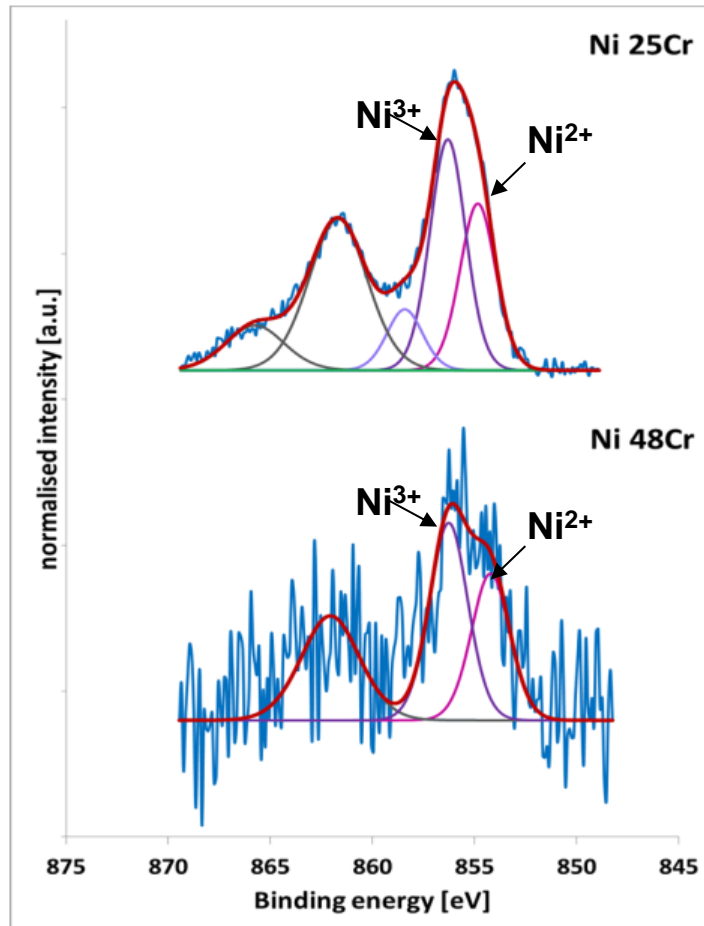 Ni 25Cr
Ni³⁺
Ni²⁺
normalised intensity [a.u.]
Ni 48Cr
Ni³⁺
Ni²⁺
875 870 865 860 855 850 845
Binding energy [eV]